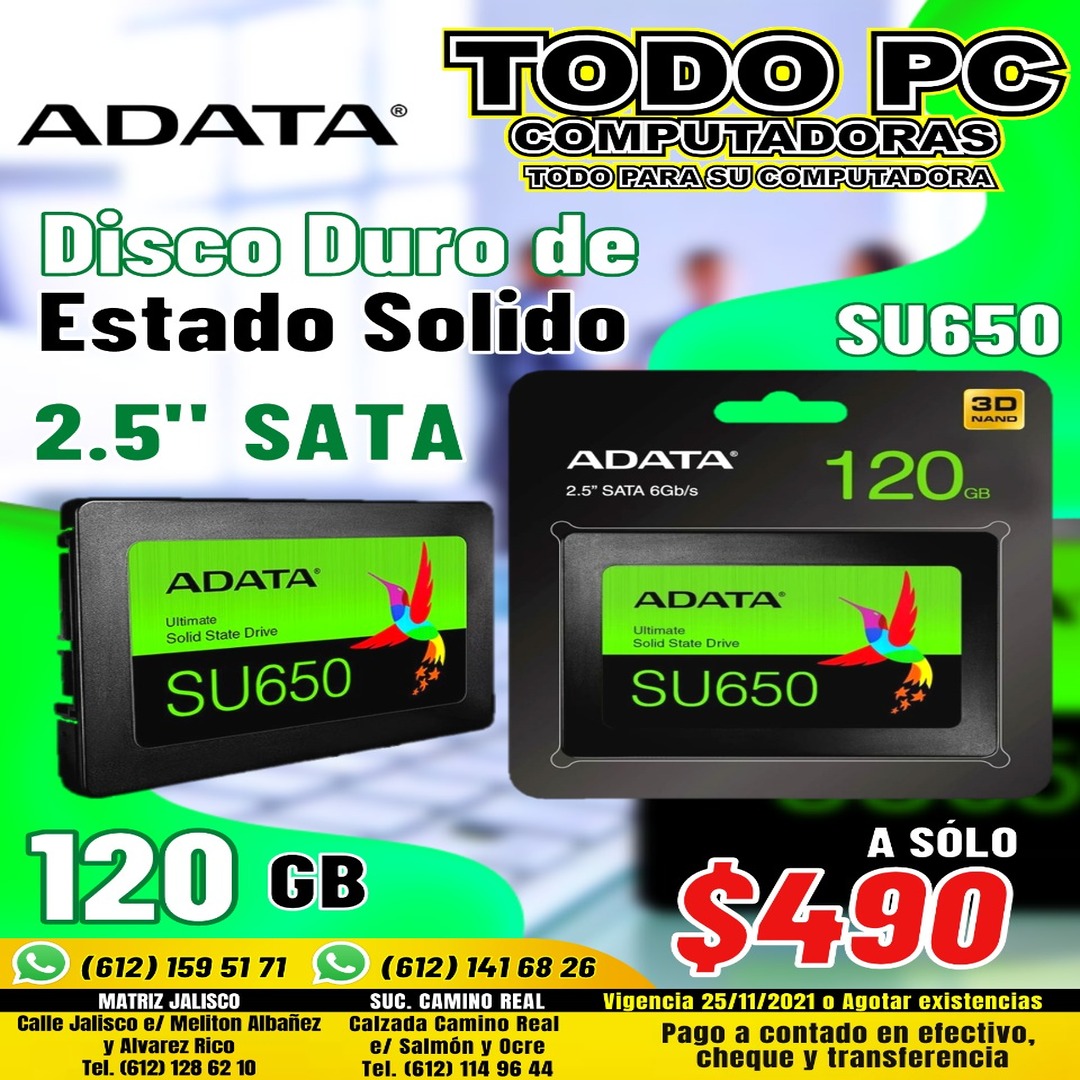 ADATA®
TODO PC
COMPUTADORAS
TODO PARA SU COMPUTADORA
Disco Duro de
Estado Solido
2.5'' SATA
SU650
3D
NAND
ADATA®
2.5” SATA 6Gb/s
120GB
ADATA®
Ultimate
Solid State Drive
SU650
ADATA®
Ultimate
Solid State Drive
SU650
120 GB
A SÓLO
$490
(612) 159 51 71
(612) 141 68 26
MATRIZ JALISCO
Calle Jalisco e/ Meliton Albañez
y Alvarez Rico
Tel. (612) 128 62 10
SUC. CAMINO REAL
Calzada Camino Real
e/ Salmón y Ocre
Tel. (612) 114 96 44
Vigencia 25/11/2021 o Agotar existencias
Pago a contado en efectivo,
cheque y transferencia